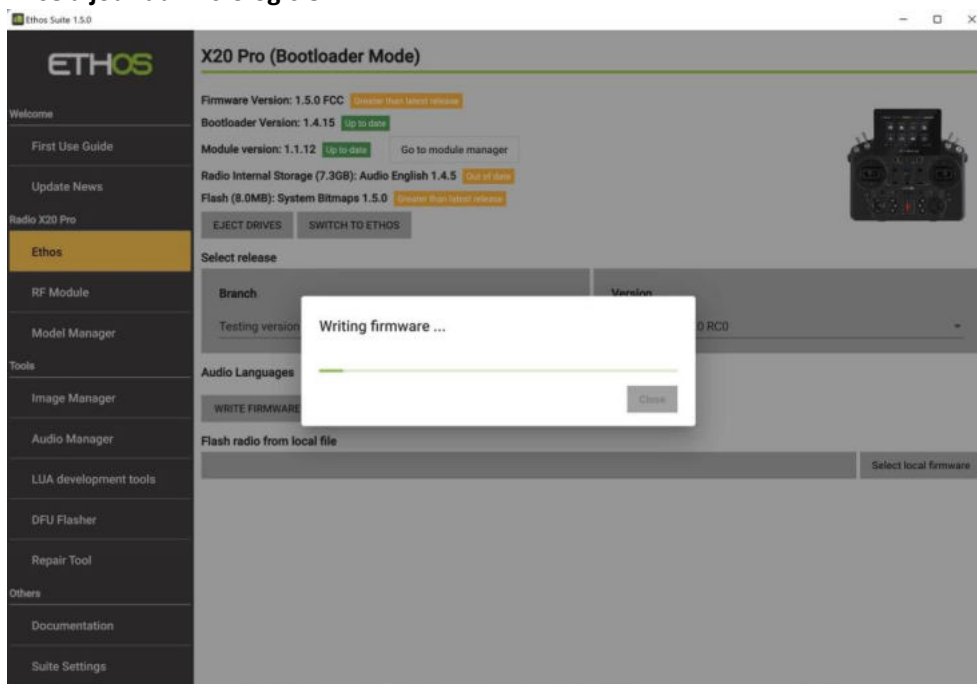 Ethos Suite 1.5.0
ETHOS
X20 Pro (Bootloader Mode)
Welcome
First Use Guide
Update News
Radio X20 Pro
Ethos
RF Module
Model Manager
Tools
Image Manager
Audio Manager
LUA development tools
DFU Flasher
Repair Tool
Others
Documentation
Suite Settings
Firmware Version: 1.5.0 FCC Greater than latest release
Bootloader Version: 1.4.15 Up to date
Module version: 1.1.12 Up to date Go to module manager
Radio Internal Storage (7.3GB): Audio English 1.4.5 Out of date
Flash (8.0MB): System Bitmaps 1.5.0 Greater than latest release
EJECT DRIVES SWITCH TO ETHOS
Select release
Branch Version
Testing version 0 RC0
Writing firmware ...
Close
Audio Languages
WRITE FIRMWARE
Flash radio from local file
Select local firmware